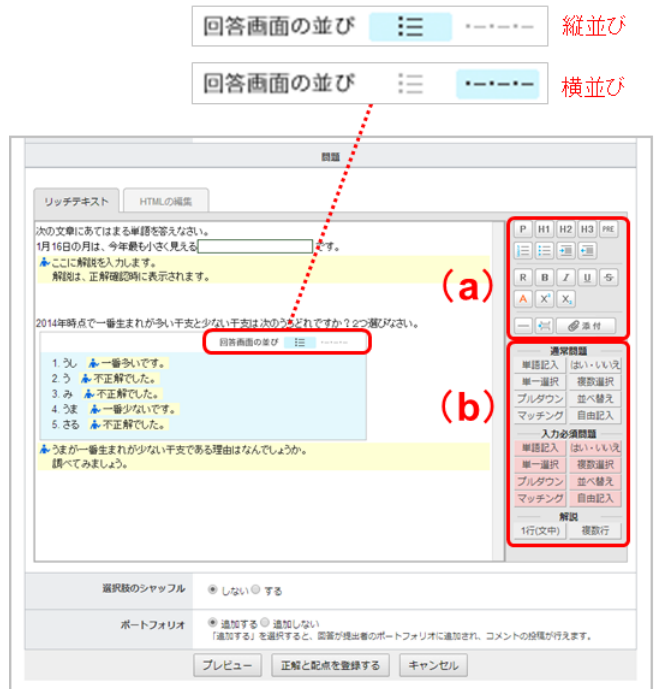 回答画面の並び 縦並び
回答画面の並び 横並び
問題
リッチテキスト HTMLの編集
次の文章にあてはまる単語を答えなさい。
1月16日の月は、今年最も小さく見える です。
ここに解説を入力します。
解説は、正解確認時に表示されます。
2014年時点で一番生まれが多い干支と少ない干支は次のうちどれですか?2つ選びなさい。
回答画面の並び
1. うし 一番多いです。
2. う 不正解でした。
3. み 不正解でした。
4. うま 一番少ないです。
5. さる 不正解でした。
うまが一番生まれが少ない干支である理由はなんでしょうか。
調べてみましょう。
(a)
P H1 H2 H3 PRE
R B I U S
A X² X₂
添付
(b)
通常問題
単語記入 はい・いいえ
単一選択 複数選択
プルダウン 並べ替え
マッチング 自由記入
入力必須問題
単語記入 はい・いいえ
単一選択 複数選択
プルダウン 並べ替え
マッチング 自由記入
解説
1行(文中) 複数行
選択肢のシャッフル しない する
ポートフォリオ 追加する 追加しない
「追加する」を選択すると、回答が提出者のポートフォリオに追加され、コメントの投稿が行えます。
プレビュー 正解と配点を登録する キャンセル